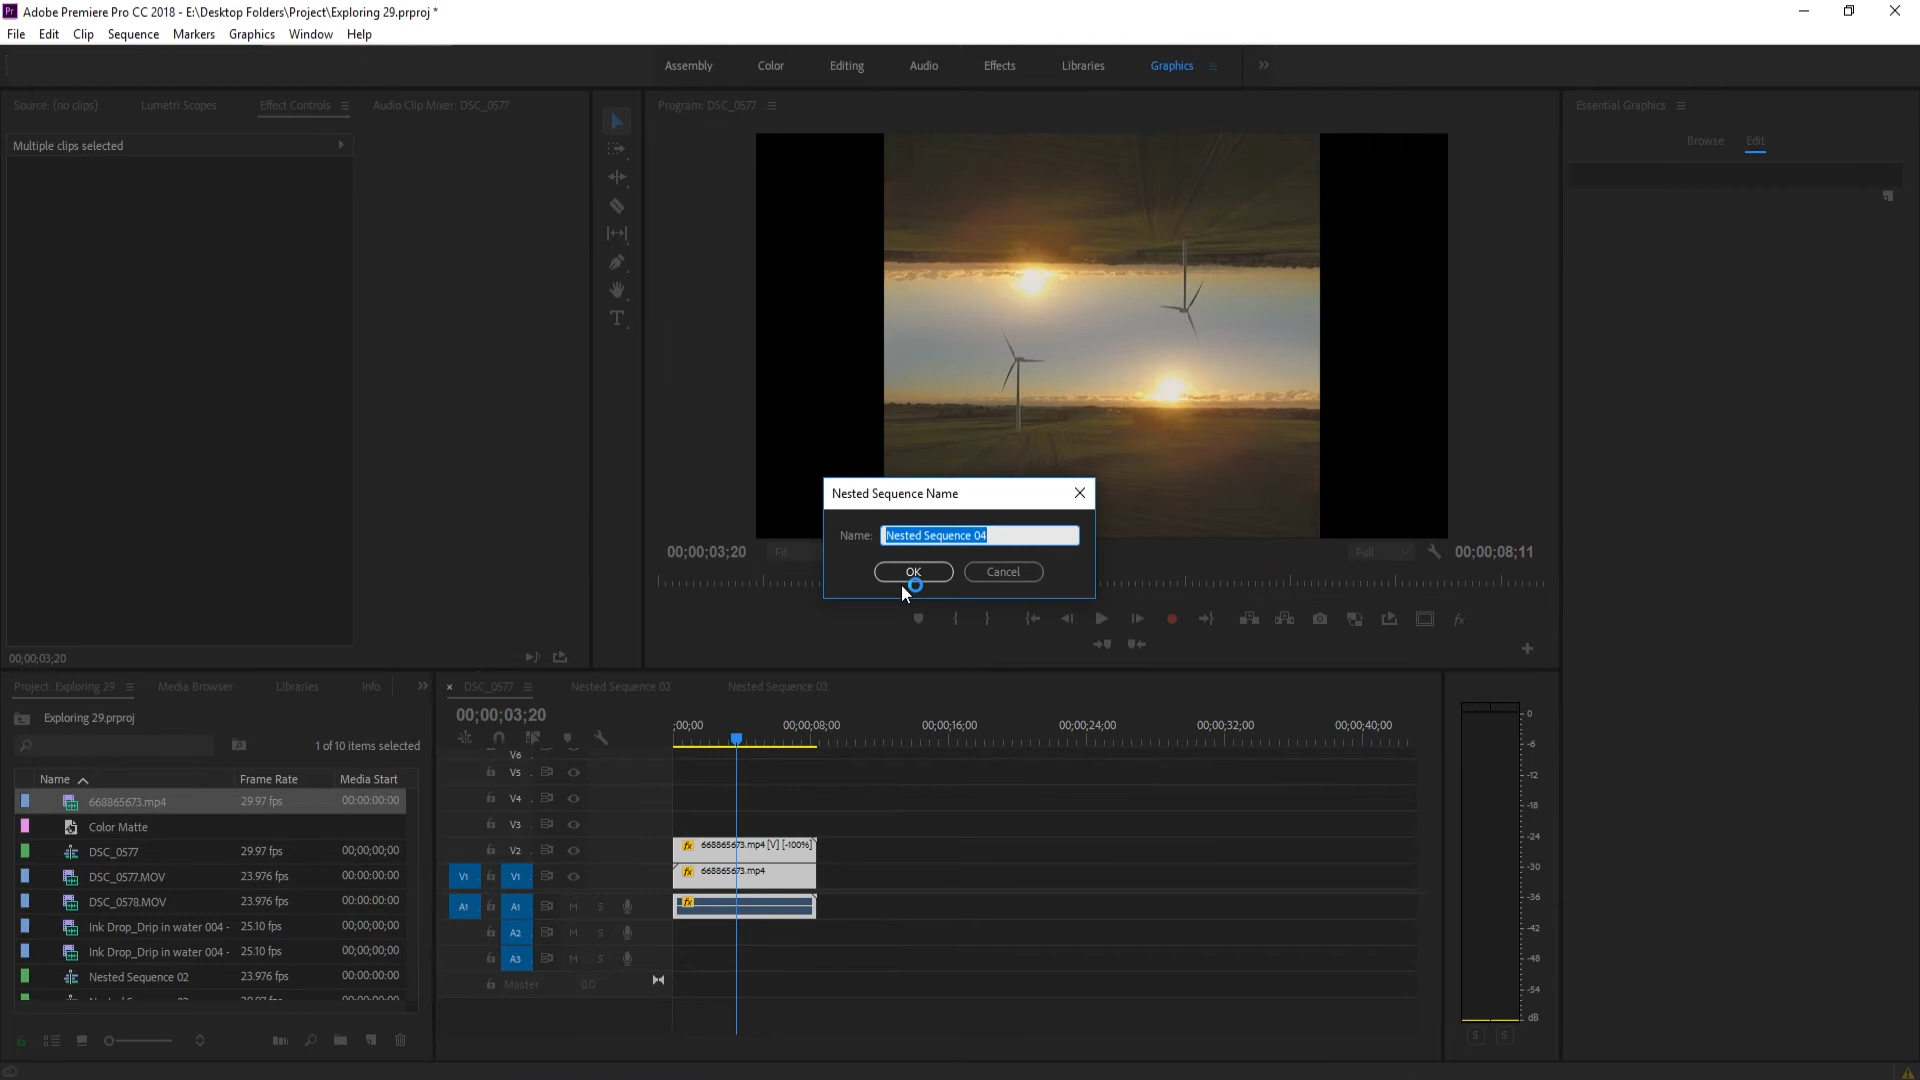 Pr Adobe Premiere Pro CC 2018 - E:\Desktop Folders\Project\Exploring 29.prproj *
File Edit Clip Sequence Markers Graphics Window Help
Assembly Color Editing Audio Effects Libraries Graphics
Source: (no clips) Lumetri Scopes Effect Controls Audio Clip Mixer: DSC_0577
Program: DSC_0577
Essential Graphics
Browse Edit
Multiple clips selected
Nested Sequence Name
Name: Nested Sequence 04
OK Cancel
00;00;03;20 Fit Full 00;00;08;11
00;00;03;20
Project: Exploring 29 Media Browser Libraries Info
Exploring 29.prproj
1 of 10 items selected
Name Frame Rate Media Start
668865673.mp4 29.97 fps 00:00:00:00
Color Matte
DSC_0577 29.97 fps 00;00;00;00
DSC_0577.MOV 23.976 fps 00:00:00:00
DSC_0578.MOV 23.976 fps 00:00:00:00
Ink Drop_Drip in water 004 - 25.10 fps 00;00;00;00
Ink Drop_Drip in water 004 - 25.10 fps 00;00;00;00
Nested Sequence 02 23.976 fps 00:00:00:00
DSC_0577 Nested Sequence 02 Nested Sequence 03
00;00;03;20
;00;00 00;00;08;00 00;00;16;00 00;00;24;00 00;00;32;00 00;00;40;00
V6
V5
V4
V3
V2 fx 668865673.mp4 [V] [-100%]
V1 V1 fx 668865673.mp4
A1 A1 M S fx
A2 M S
A3 M S
Master 0.0
0
-6
-12
-18
-24
-30
-36
-42
-48
-54
dB
S S